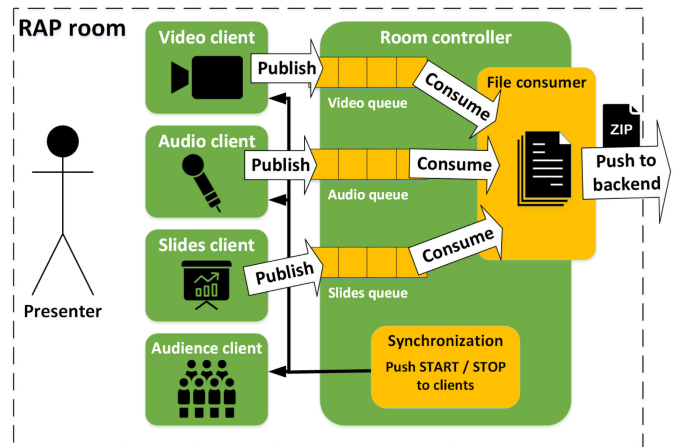 RAP room
Video client
Room controller
Publish
Consume
File consumer
Video queue
ZIP
Audio client
Publish
Consume
Push to
backend
Audio queue
Slides client
Publish
Consume
Slides queue
Presenter
Audience client
Synchronization
Push START / STOP
to clients